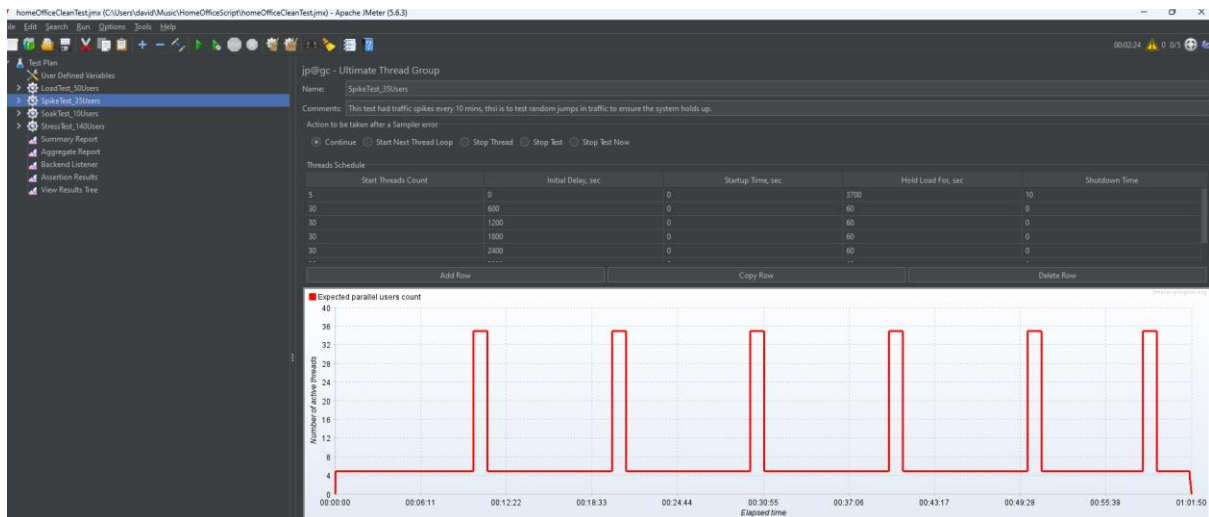 homeOfficeCleanTest.jmx (C:\Users\david\Music\HomeOfficeScript\homeOfficeCleanTest.jmx) - Apache JMeter (5.6.3)
ile Edit Search Run Options Tools Help
00:02:24 0 0/5
Test Plan
User Defined Variables
LoadTest_50Users
SpikeTest_35Users
SoakTest_10Users
StressTest_140Users
Summary Report
Aggregate Report
Backend Listener
Assertion Results
View Results Tree
jp@gc - Ultimate Thread Group
Name: SpikeTest_35Users
Comments: This test had traffic spikes every 10 mins, thsi is to test random jumps in traffic to ensure the system holds up.
Action to be taken after a Sampler error
Continue Start Next Thread Loop Stop Thread Stop Test Stop Test Now
Threads Schedule
Start Threads Count Initial Delay, sec Startup Time, sec Hold Load For, sec Shutdown Time
5 0 0 3700 10
30 600 0 60 0
30 1200 0 60 0
30 1800 0 60 0
30 2400 0 60 0
Add Row Copy Row Delete Row
Expected parallel users count
jmeter-plugins.org
Number of active threads
40
36
32
28
24
20
16
12
8
4
0
00:00:00 00:06:11 00:12:22 00:18:33 00:24:44 00:30:55 00:37:06 00:43:17 00:49:28 00:55:39 01:01:50
Elapsed time